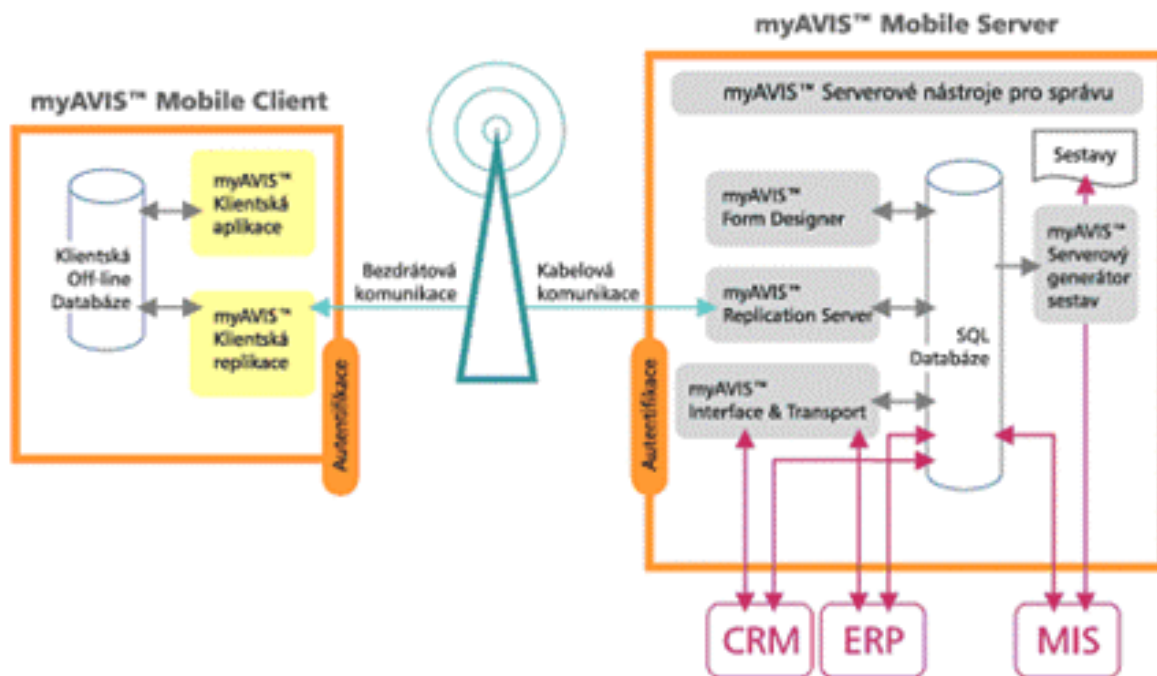 myAVIS™ Mobile Client
Klientská
Off-line
Databáze
myAVIS™
Klientská
aplikace
myAVIS™
Klientská
replikace
Autentifikace
Bezdrátová
komunikace
Kabelová
komunikace
myAVIS™ Mobile Server
myAVIS™ Serverové nástroje pro správu
Autentifikace
myAVIS™
Form Designer
myAVIS™
Replication Server
myAVIS™
Interface & Transport
SQL
Databáze
Sestavy
myAVIS™
Serverový
generátor
sestav
CRM
ERP
MIS